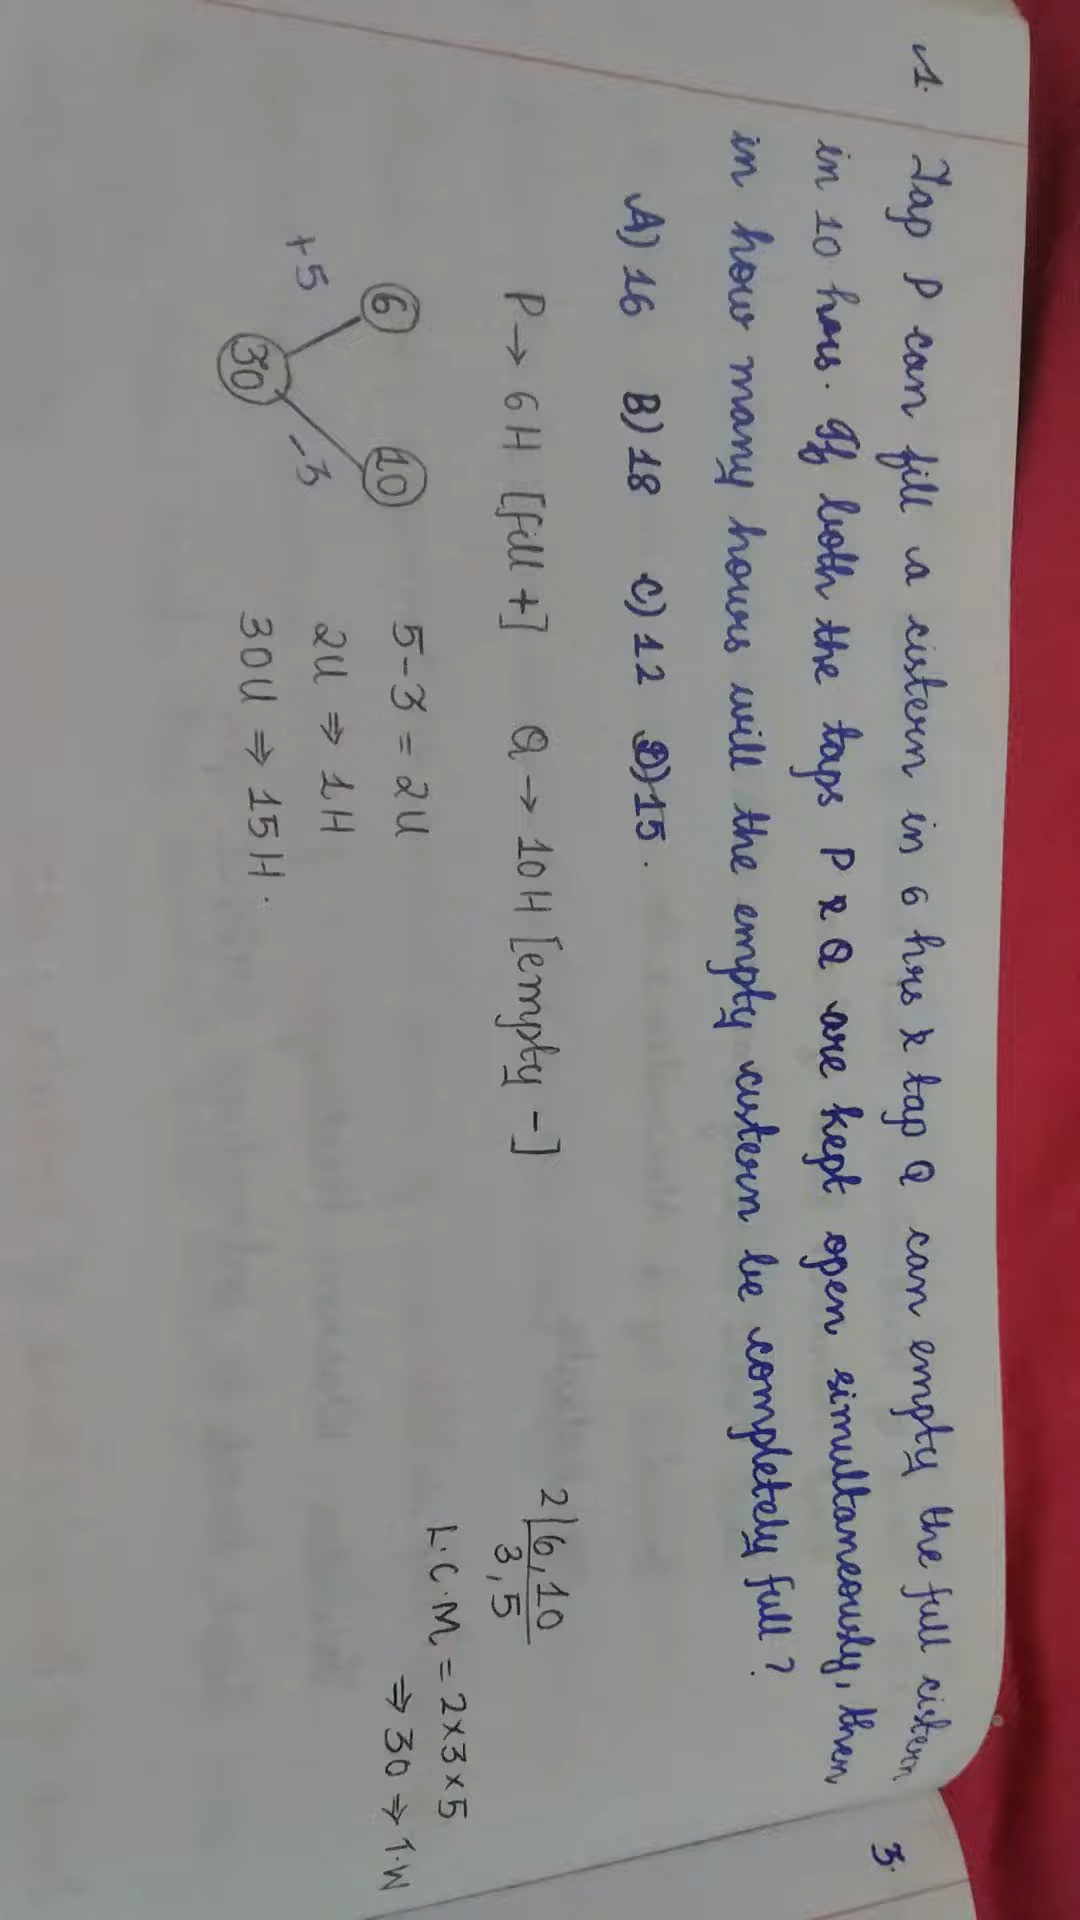 1. Tap P can fill a cistern in 6 hrs & tap Q can empty the full cistern
in 10 hrs. If both the taps P & Q are kept open simultaneously, then
in how many hours will the empty cistern be completely full?
A) 16 B) 18 C) 12 D) 15.
P → 6H [fill +] Q → 10H [empty -]
2 | 6, 10
3, 5
L.C.M = 2×3×5
⇒ 30 ⇒ T.W
6 10
+5 -3
30
5-3 = 2U
2U ⇒ 1H
30U ⇒ 15H.
3.